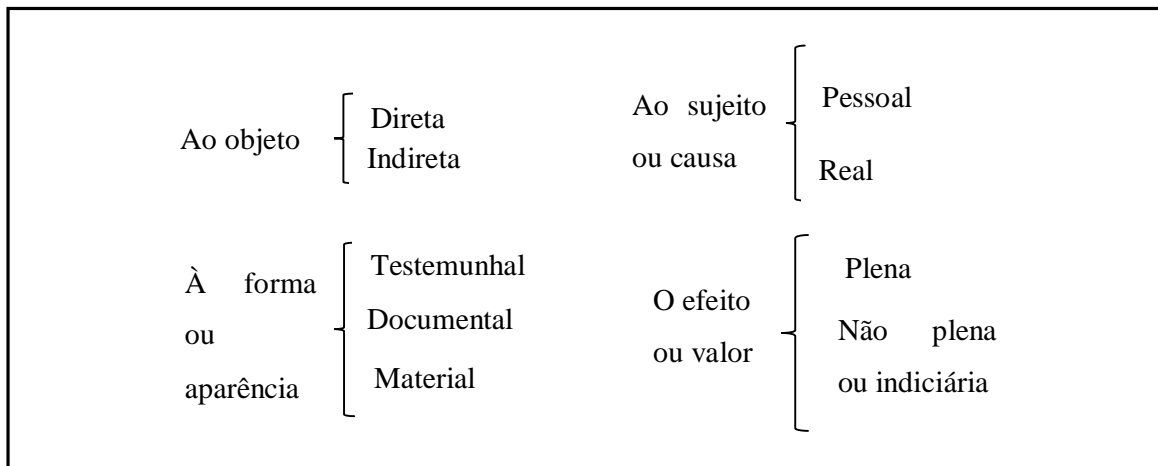 Ao objeto
Direta
Indireta
Ao sujeito
ou causa
Pessoal
Real
À forma
ou
aparência
Testemunhal
Documental
Material
O efeito
ou valor
Plena
Não plena
ou indiciária